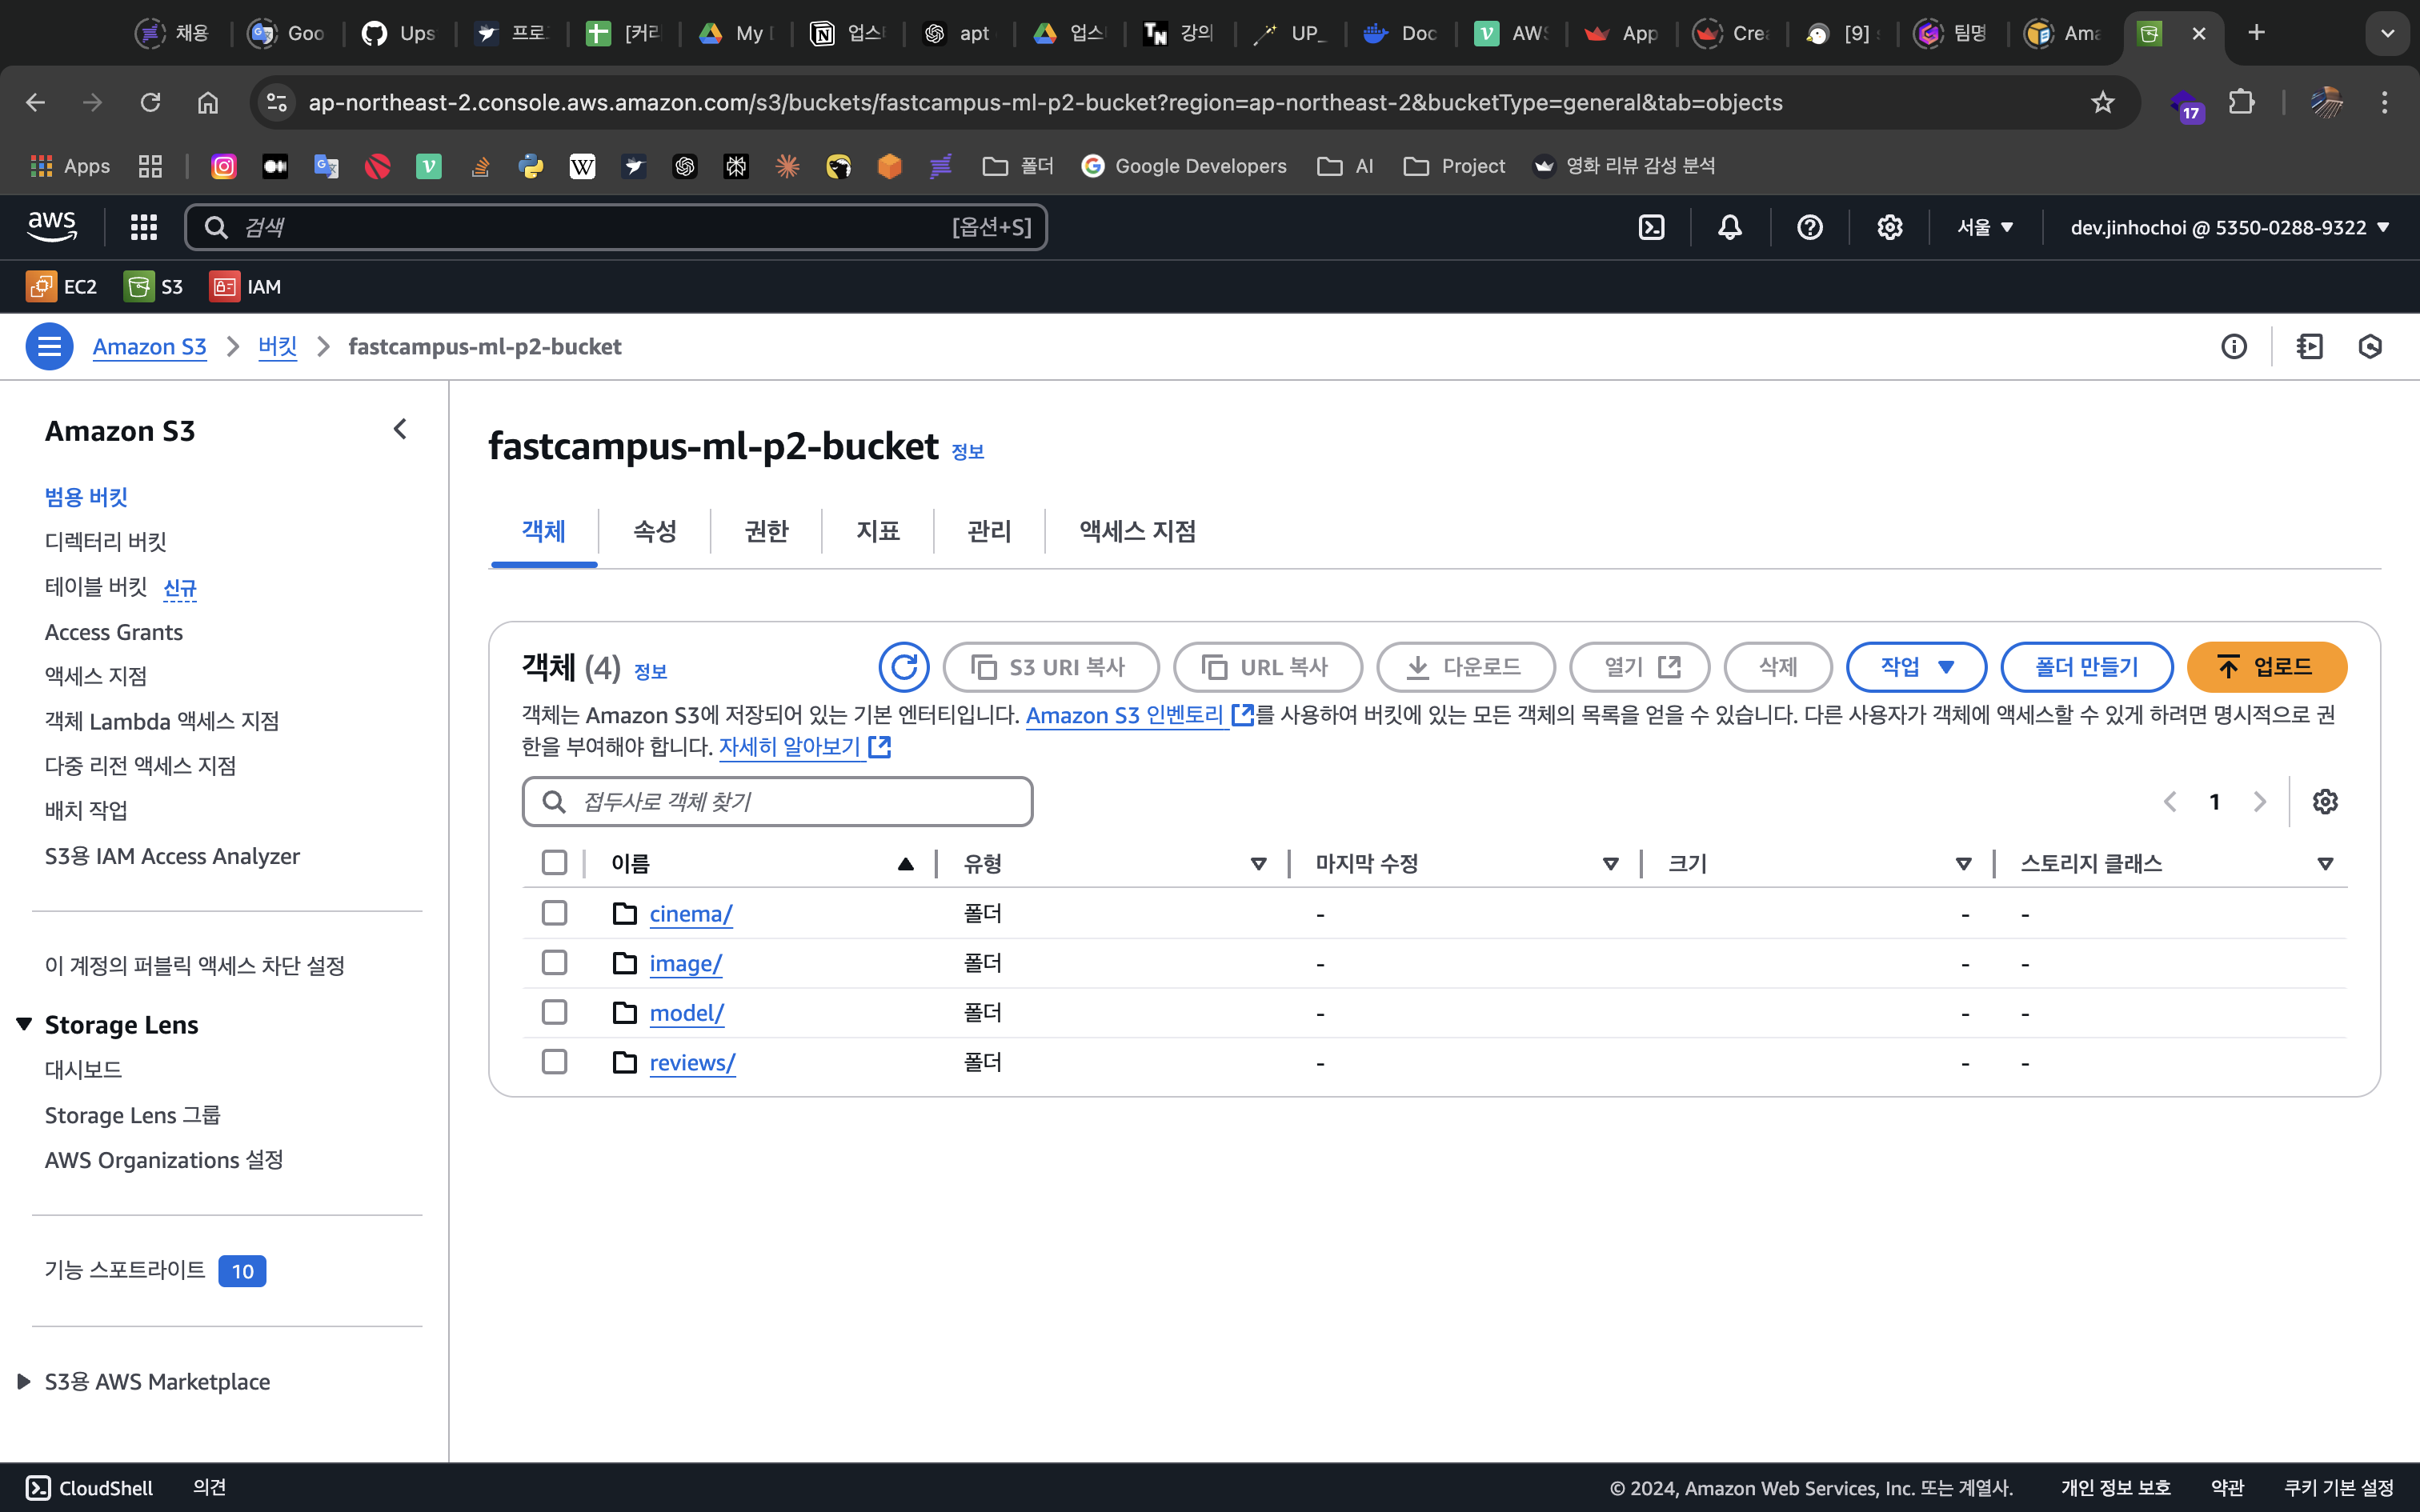 채용 Goo Ups 프로 [커리 My 업스 apt 업스 강의 UP_ Doc AWS App Crea [9] 팀명 Ama
ap-northeast-2.console.aws.amazon.com/s3/buckets/fastcampus-ml-p2-bucket?region=ap-northeast-2&bucketType=general&tab=objects
17
Apps 폴더 Google Developers AI Project 영화 리뷰 감성 분석
aws 검색 [옵션+S] 서울 dev.jinhochoi @ 5350-0288-9322
EC2 S3 IAM
Amazon S3 버킷 fastcampus-ml-p2-bucket
Amazon S3
범용 버킷
디렉터리 버킷
테이블 버킷 신규
Access Grants
액세스 지점
객체 Lambda 액세스 지점
다중 리전 액세스 지점
배치 작업
S3용 IAM Access Analyzer
이 계정의 퍼블릭 액세스 차단 설정
Storage Lens
대시보드
Storage Lens 그룹
AWS Organizations 설정
기능 스포트라이트 10
S3용 AWS Marketplace
fastcampus-ml-p2-bucket 정보
객체 속성 권한 지표 관리 액세스 지점
객체 (4) 정보 S3 URI 복사 URL 복사 다운로드 열기 삭제 작업 폴더 만들기 업로드
객체는 Amazon S3에 저장되어 있는 기본 엔터티입니다. Amazon S3 인벤토리 를 사용하여 버킷에 있는 모든 객체의 목록을 얻을 수 있습니다. 다른 사용자가 객체에 액세스할 수 있게 하려면 명시적으로 권
한을 부여해야 합니다. 자세히 알아보기
접두사로 객체 찾기 1
이름 유형 마지막 수정 크기 스토리지 클래스
cinema/ 폴더 - - -
image/ 폴더 - - -
model/ 폴더 - - -
reviews/ 폴더 - - -
CloudShell 의견 © 2024, Amazon Web Services, Inc. 또는 계열사. 개인 정보 보호 약관 쿠키 기본 설정